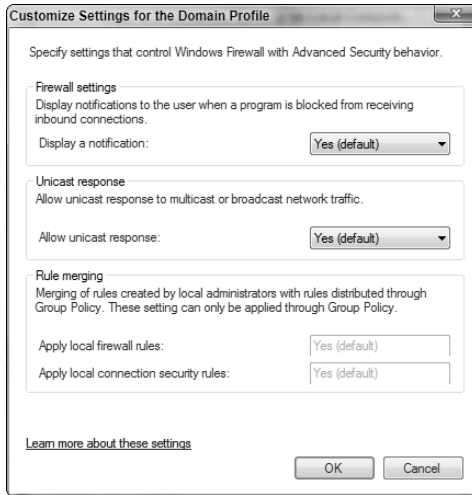 Customize Settings for the Domain Profile
Specify settings that control Windows Firewall with Advanced Security behavior.
Firewall settings
Display notifications to the user when a program is blocked from receiving
inbound connections.
Display a notification:
Yes (default)
Unicast response
Allow unicast response to multicast or broadcast network traffic.
Allow unicast response:
Yes (default)
Rule merging
Merging of rules created by local administrators with rules distributed through
Group Policy. These setting can only be applied through Group Policy.
Apply local firewall rules:
Yes (default)
Apply local connection security rules:
Yes (default)
Learn more about these settings
OK
Cancel